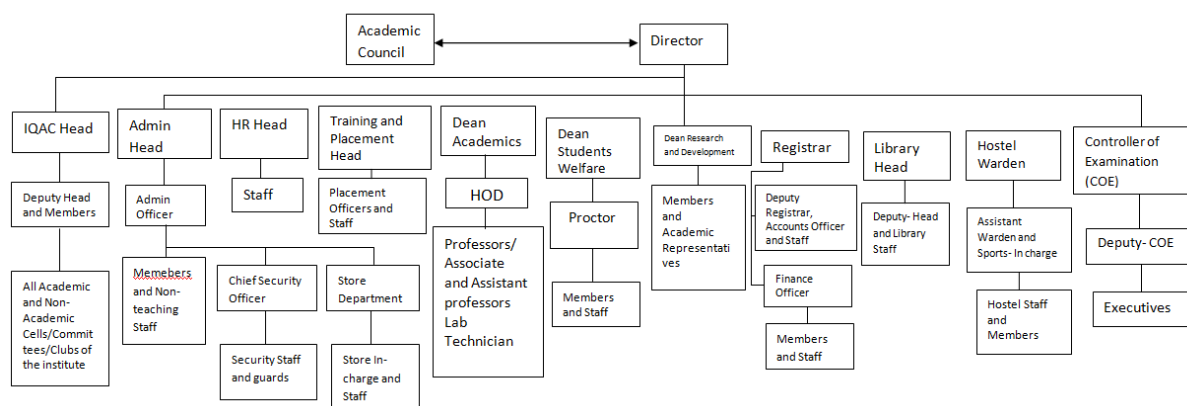 Academic
Council
Director
IQAC Head
Admin
Head
HR Head
Training and
Placement
Head
Dean
Academics
Dean
Students
Welfare
Dean Research
and Development
Registrar
Library
Head
Hostel
Warden
Controller of
Examination
(COE)
Deputy Head
and Members
Admin
Officer
Staff
Placement
Officers and
Staff
HOD
Proctor
Members
and
Academic
Representati
ves
Deputy
Registrar,
Accounts Officer
and Staff
Deputy- Head
and Library
Staff
Assistant
Warden and
Sports- In charge
Deputy- COE
All Academic
and Non-
Academic
Cells/Commit
tees/Clubs of
the institute
Memebers
and Non-
teaching
Staff
Chief Security
Officer
Store
Department
Professors/
Associate
and Assistant
professors
Lab
Technician
Members
and Staff
Finance
Officer
Hostel Staff
and
Members
Executives
Security Staff
and guards
Store In-
charge and
Staff
Members
and Staff